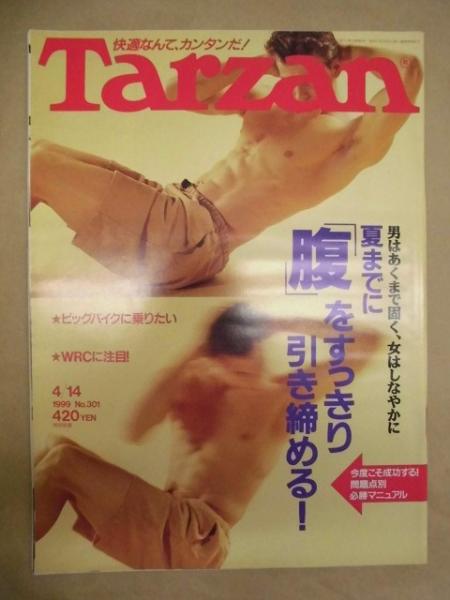 快適なんて、カンタンだ!
Tarzan®
男はあくまで固く、女はしなやかに
夏までに
「腹」をすっきり
引き締める!
★ビッグバイクに乗りたい
★WRCに注目!
4/14
1999 No.301
420YEN
今度こそ成功する!
問題点別
必勝マニュアル